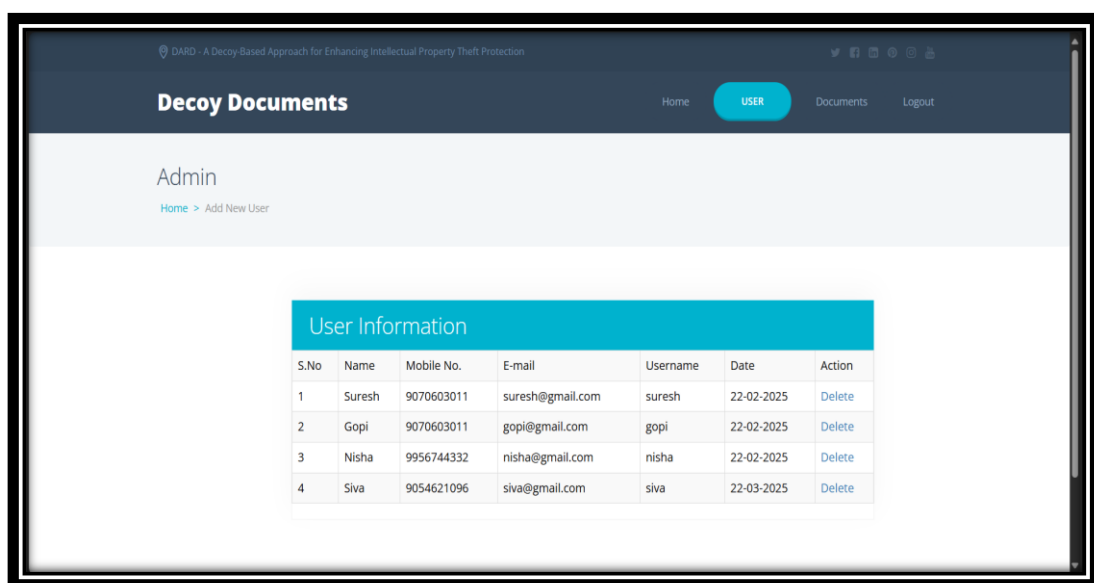 DARD - A Decoy-Based Approach for Enhancing Intellectual Property Theft Protection
Decoy Documents Home USER Documents Logout
Admin
Home > Add New User
User Information
S.No Name Mobile No. E-mail Username Date Action
1 Suresh 9070603011 suresh@gmail.com suresh 22-02-2025 Delete
2 Gopi 9070603011 gopi@gmail.com gopi 22-02-2025 Delete
3 Nisha 9956744332 nisha@gmail.com nisha 22-02-2025 Delete
4 Siva 9054621096 siva@gmail.com siva 22-03-2025 Delete